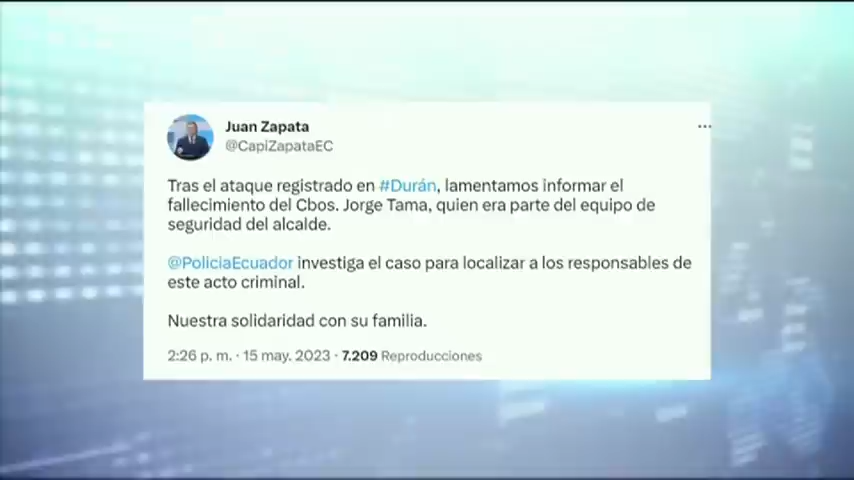 Juan Zapata
@CapiZapataEC
Tras el ataque registrado en #Durán, lamentamos informar el
fallecimiento del Cbos. Jorge Tama, quien era parte del equipo de
seguridad del alcalde.
@PoliciaEcuador investiga el caso para localizar a los responsables de
este acto criminal.
Nuestra solidaridad con su familia.
2:26 p. m. · 15 may. 2023 · 7.209 Reproducciones